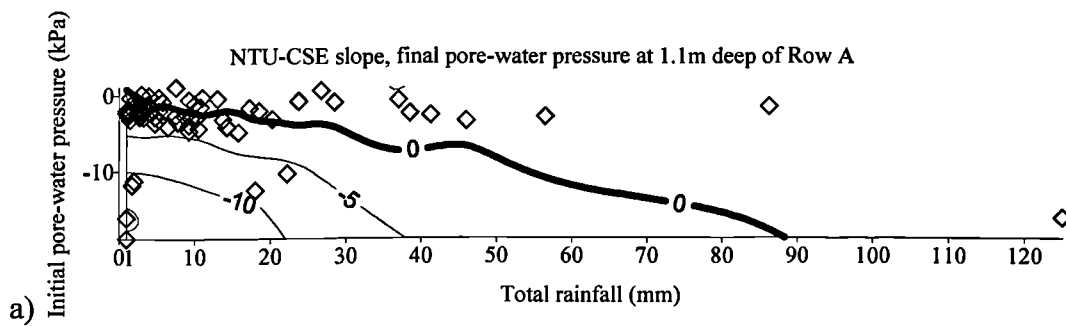 NTU-CSE slope, final pore-water pressure at 1.1m deep of Row A
Initial pore-water pressure (kPa)
0
-10
0
0
-5
-10
01 10 20 30 40 50 60 70 80 90 100 110 120
Total rainfall (mm)
a)